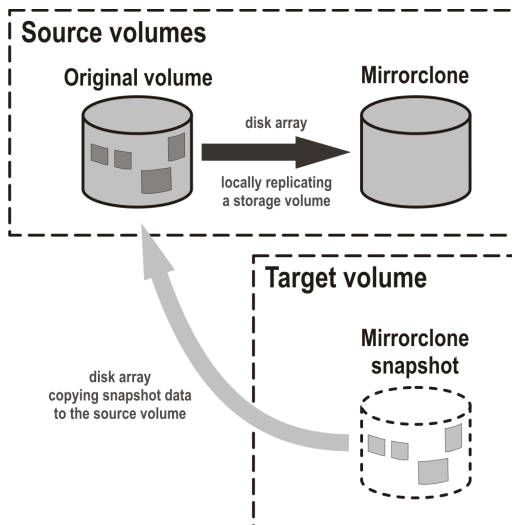 Source volumes
Original volume
Mirrorclone
disk array
locally replicating
a storage volume
Target volume
Mirrorclone
snapshot
disk array
copying snapshot data
to the source volume